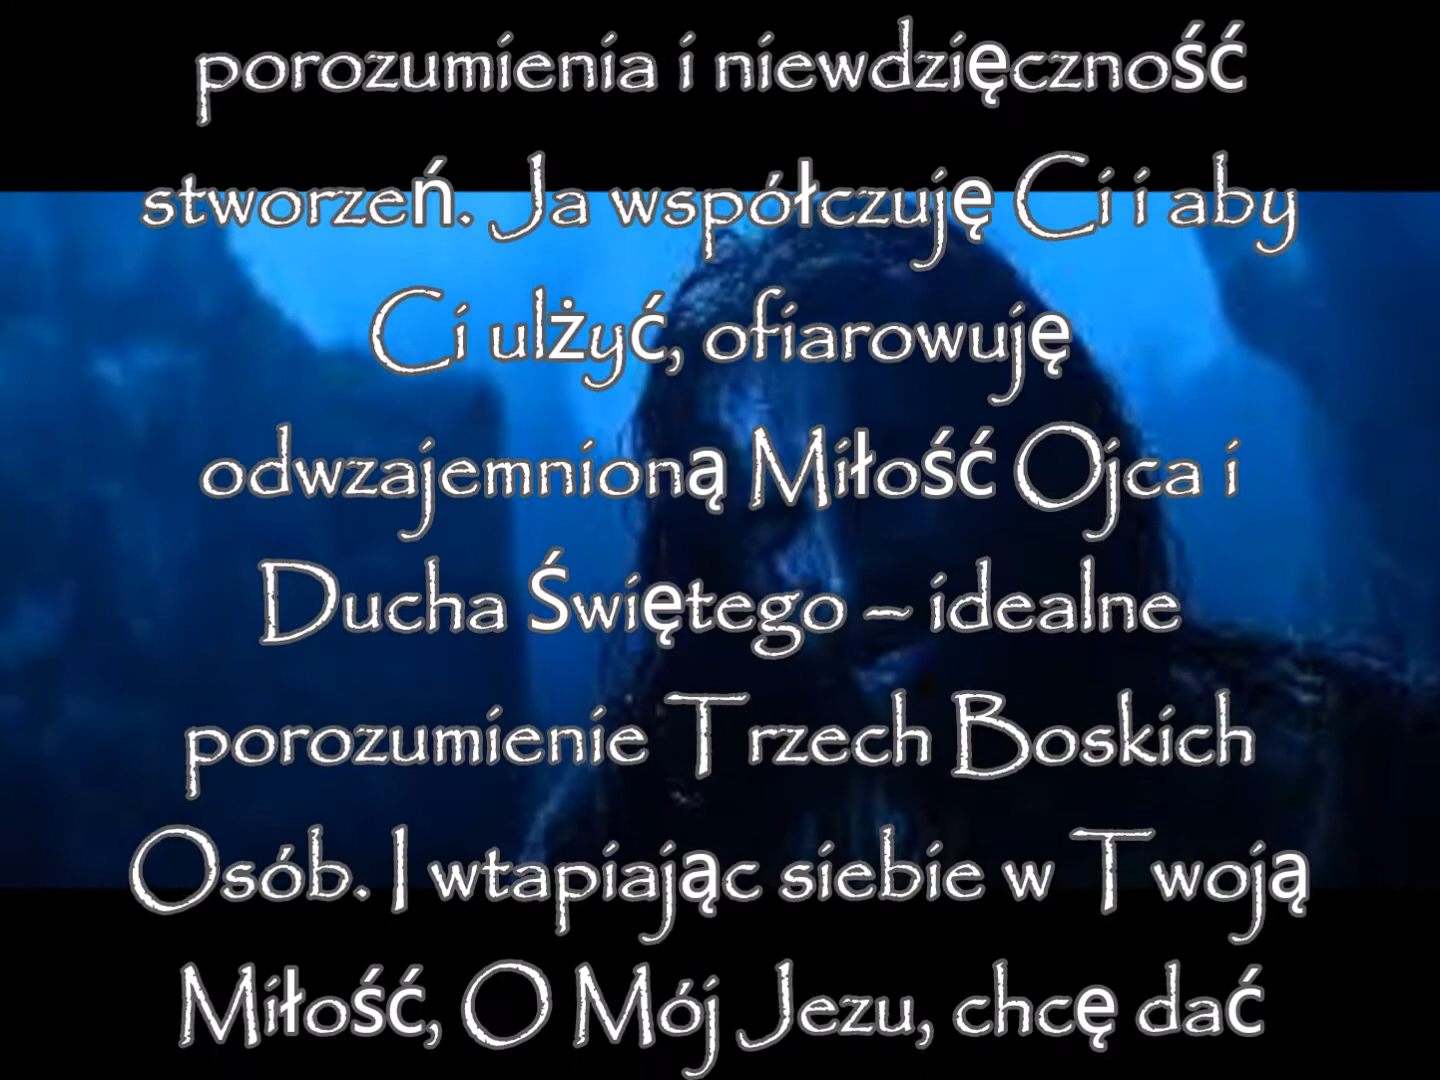 porozumienia i niewdzięczność
stworzeń. Ja współczuję Ci i aby
Ci ulżyć, ofiarowuję
odwzajemnioną Miłość Ojca i
Ducha Świętego – idealne
porozumienie Trzech Boskich
Osób. I wtapiając siebie w Twoją
Miłość, O Mój Jezu, chcę dać